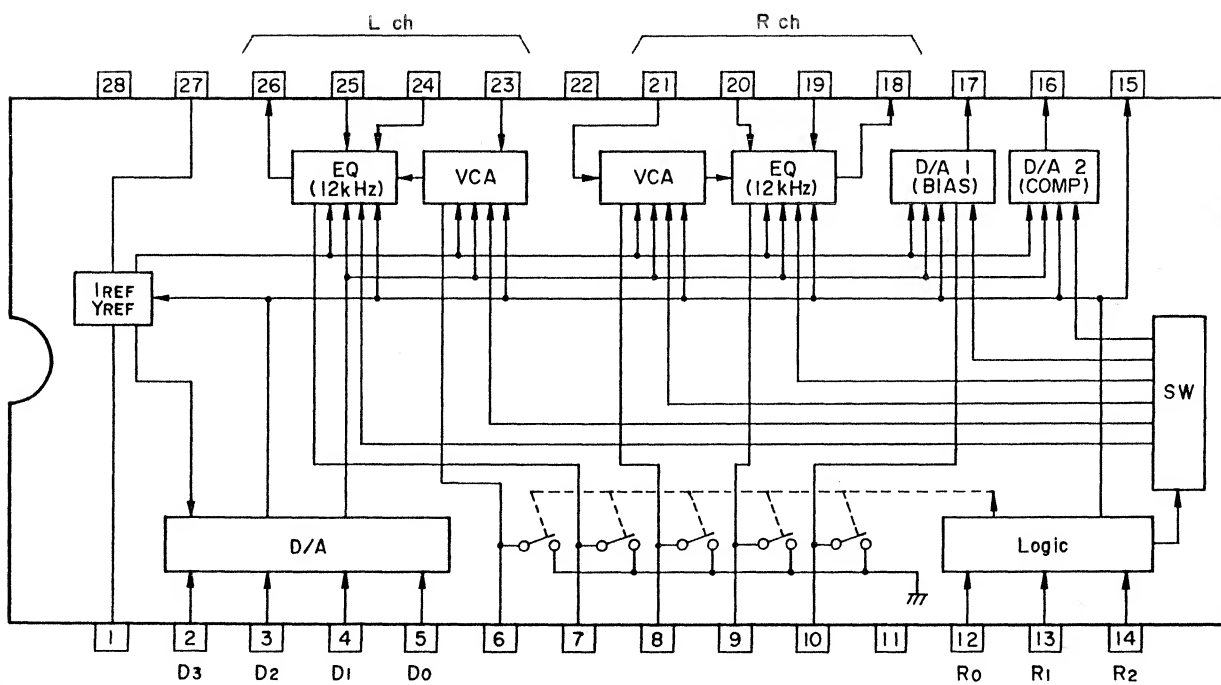 L ch R ch
28 27 26 25 24 23 22 21 20 19 18 17 16 15
EQ
(12kHz)
VCA
VCA
EQ
(12kHz)
D/A 1
(BIAS)
D/A 2
(COMP)
IREF
YREF
SW
D/A
Logic
1 2 3 4 5 6 7 8 9 10 11 12 13 14
D3 D2 D1 D0 R0 R1 R2